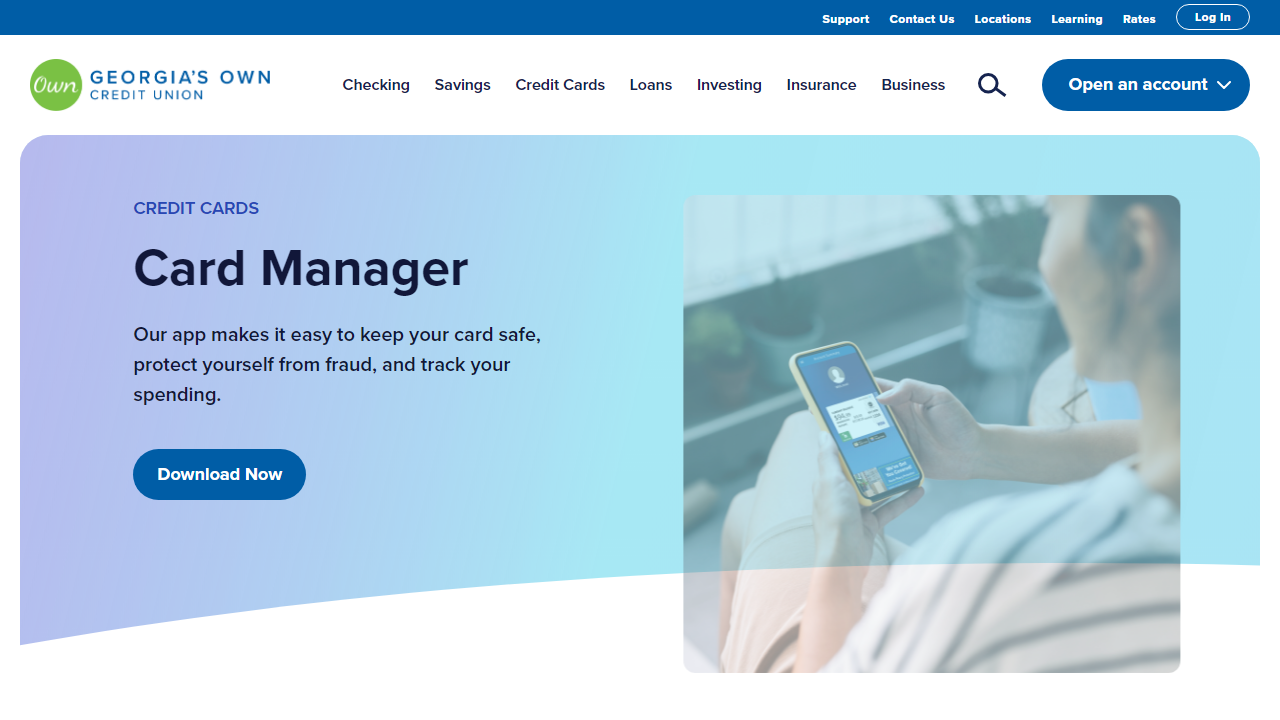 Support Contact Us Locations Learning Rates Log In
Own GEORGIA'S OWN
CREDIT UNION
Checking Savings Credit Cards Loans Investing Insurance Business Open an account
CREDIT CARDS
Card Manager
Our app makes it easy to keep your card safe,
protect yourself from fraud, and track your
spending.
Download Now